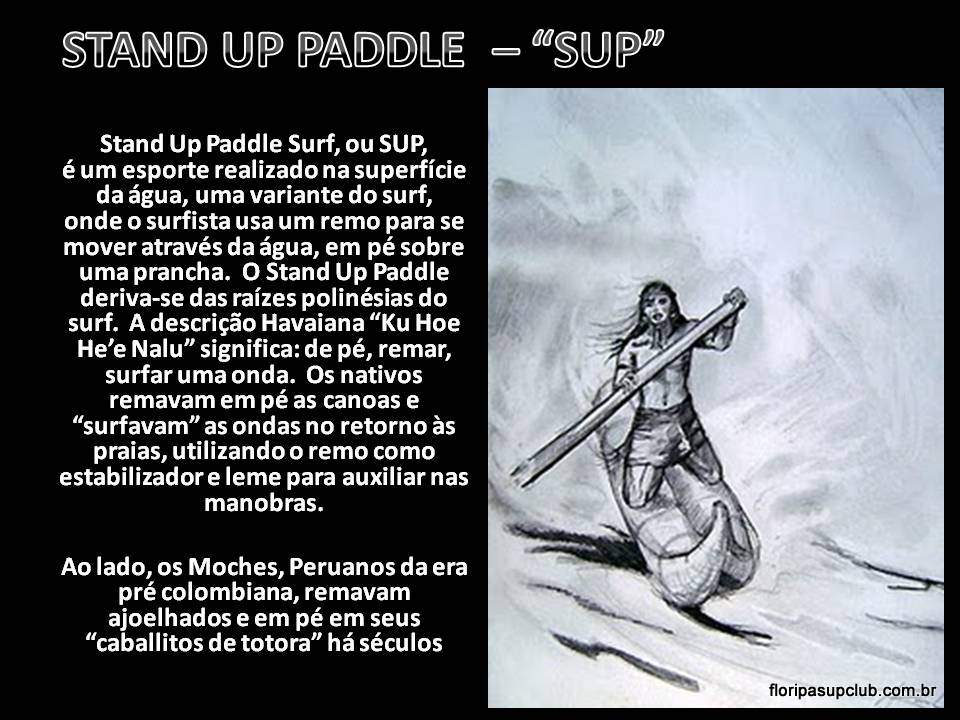 STAND UP PADDLE – “SUP”
Stand Up Paddle Surf, ou SUP,
é um esporte realizado na superfície
da água, uma variante do surf,
onde o surfista usa um remo para se
mover através da água, em pé sobre
uma prancha. O Stand Up Paddle
deriva-se das raízes polinésias do
surf. A descrição Havaiana “Ku Hoe
He’e Nalu” significa: de pé, remar,
surfar uma onda. Os nativos
remavam em pé as canoas e
“surfavam” as ondas no retorno às
praias, utilizando o remo como
estabilizador e leme para auxiliar nas
manobras.
Ao lado, os Moches, Peruanos da era
pré colombiana, remavam
ajoelhados e em pé em seus
“caballitos de totora” há séculos
floripasupclub.com.br